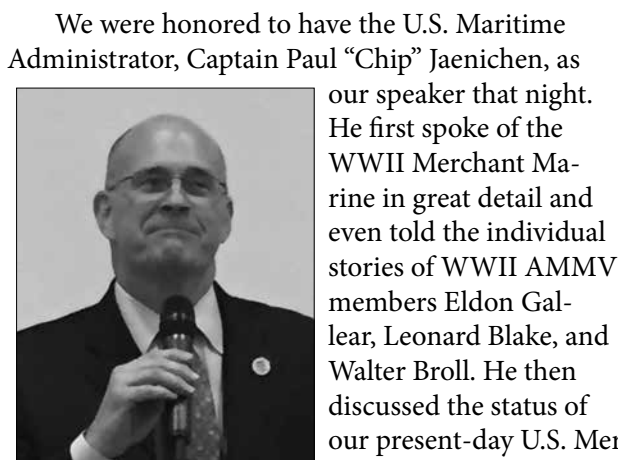 We were honored to have the U.S. Maritime
Administrator, Captain Paul “Chip” Jaenichen, as
our speaker that night.
He first spoke of the
WWII Merchant Ma-
rine in great detail and
even told the individual
stories of WWII AMMV
members Eldon Gal-
lear, Leonard Blake, and
Walter Broll. He then
discussed the status of
our present-day U.S. Mer